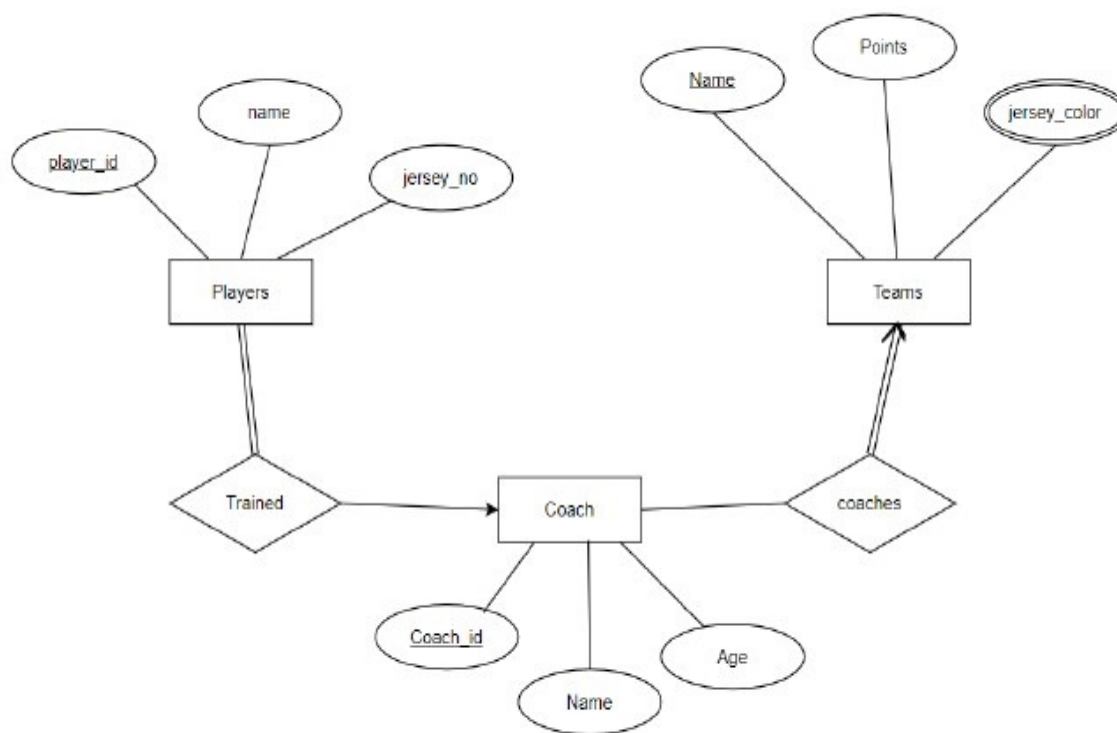 Points
Name
name
jersey_color
player_id
jersey_no
Players
Teams
Trained
Coach
coaches
Coach_id
Age
Name